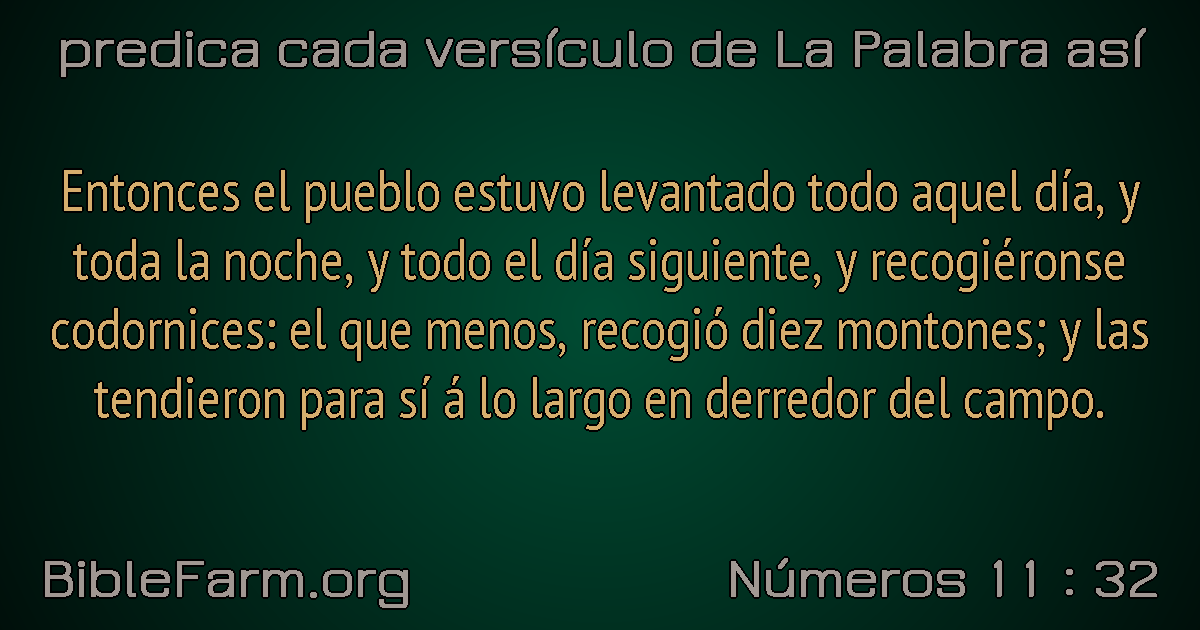 predica cada versículo de La Palabra así
Entonces el pueblo estuvo levantado todo aquel día, y
toda la noche, y todo el día siguiente, y recogiéronse
codornices: el que menos, recogió diez montones; y las
tendieron para sí á lo largo en derredor del campo.
BibleFarm.org
Números 11 : 32